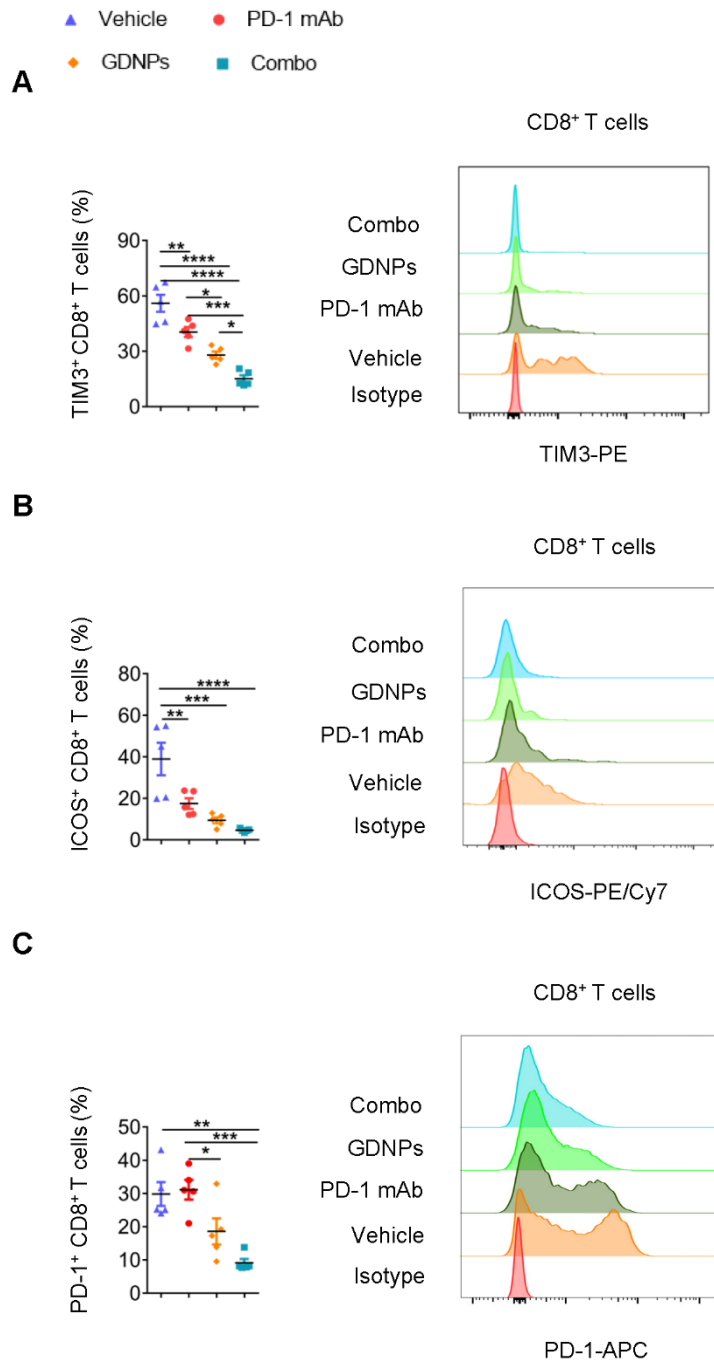 Vehicle
PD-1 mAb
GDNPs
Combo
A
CD8+ T cells
TIM3+ CD8+ T cells (%)
90
60
30
0
**
****
****
*
***
*
Combo
GDNPs
PD-1 mAb
Vehicle
Isotype
TIM3-PE
B
CD8+ T cells
ICOS+ CD8+ T cells (%)
80
60
40
20
0
****
***
**
Combo
GDNPs
PD-1 mAb
Vehicle
Isotype
ICOS-PE/Cy7
C
CD8+ T cells
PD-1+ CD8+ T cells (%)
50
40
30
20
10
0
**
***
*
Combo
GDNPs
PD-1 mAb
Vehicle
Isotype
PD-1-APC